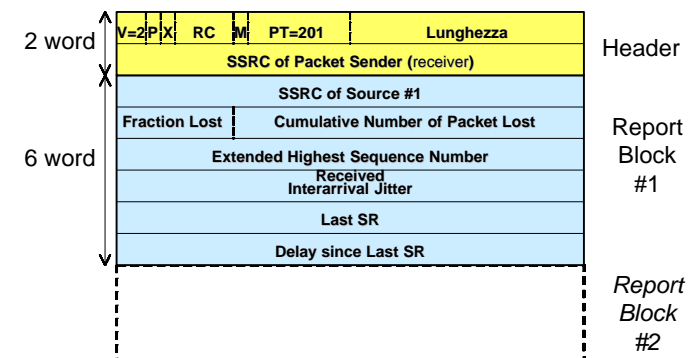 2 word
V=2 P X RC M PT=201 Lunghezza
SSRC of Packet Sender (receiver)
Header
6 word
SSRC of Source #1
Fraction Lost Cumulative Number of Packet Lost
Extended Highest Sequence Number
Received
Interarrival Jitter
Last SR
Delay since Last SR
Report
Block
#1
Report
Block
#2